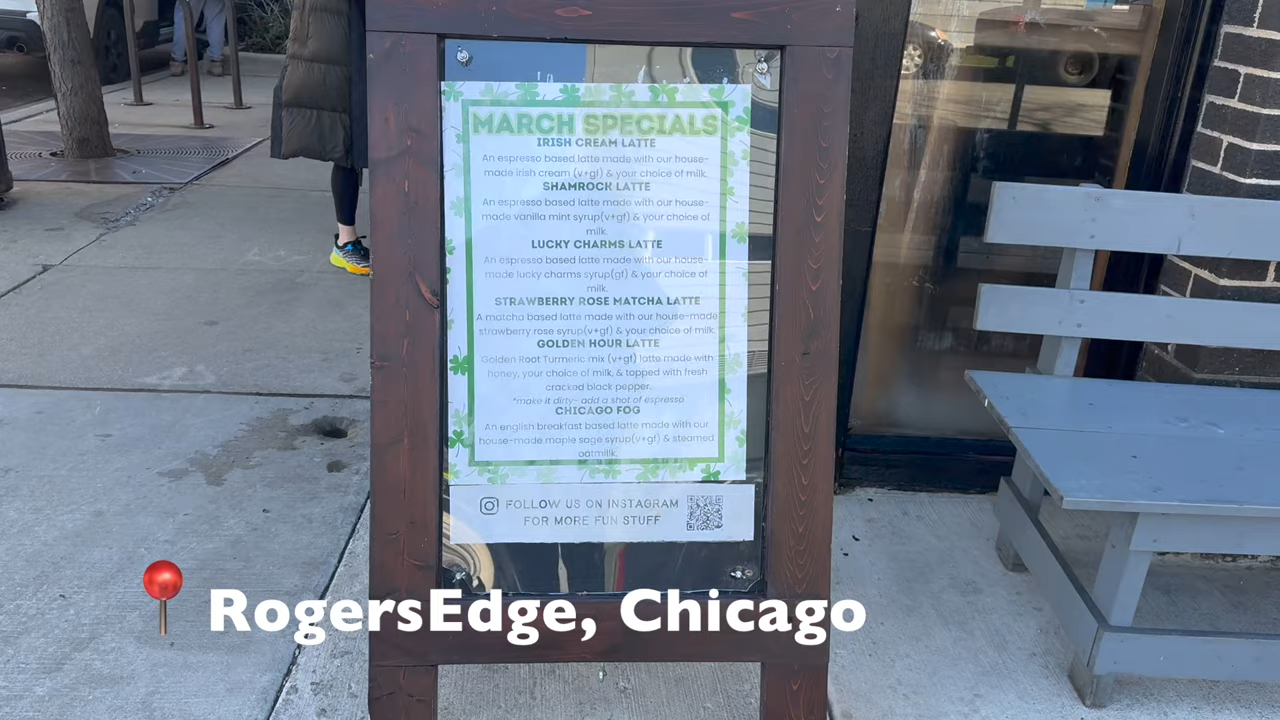 MARCH SPECIALS
IRISH CREAM LATTE
An espresso based latte made with our house-
made irish cream (v+gf) & your choice of milk.
SHAMROCK LATTE
An espresso based latte made with our house-
made vanilla mint syrup(v+gf) & your choice of
milk.
LUCKY CHARMS LATTE
An espresso based latte made with our house-
made lucky charms syrup(gf) & your choice of
milk.
STRAWBERRY ROSE MATCHA LATTE
A matcha based latte made with our house-made
strawberry rose syrup(v+gf) & your choice of milk.
GOLDEN HOUR LATTE
Golden Root Turmeric mix (v+gf) latte made with
honey, your choice of milk, & topped with fresh
cracked black pepper.
*make it dirty- add a shot of espresso
CHICAGO FOG
An english breakfast based latte made with our
house-made maple sage syrup(v+gf) & steamed
oatmilk.
FOLLOW US ON INSTAGRAM
FOR MORE FUN STUFF
RogersEdge, Chicago